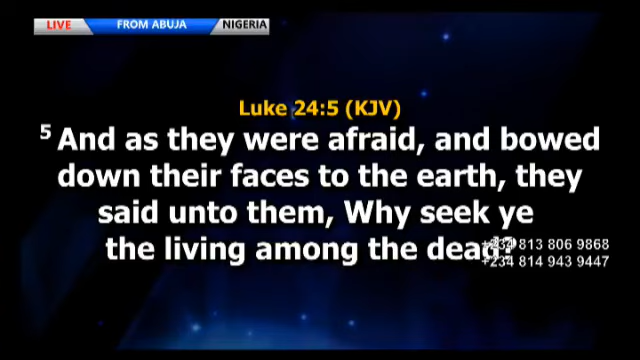 LIVE FROM ABUJA NIGERIA
Luke 24:5 (KJV)
5 And as they were afraid, and bowed
down their faces to the earth, they
said unto them, Why seek ye
the living among the dead?
+234 813 806 9868
+234 814 943 9447